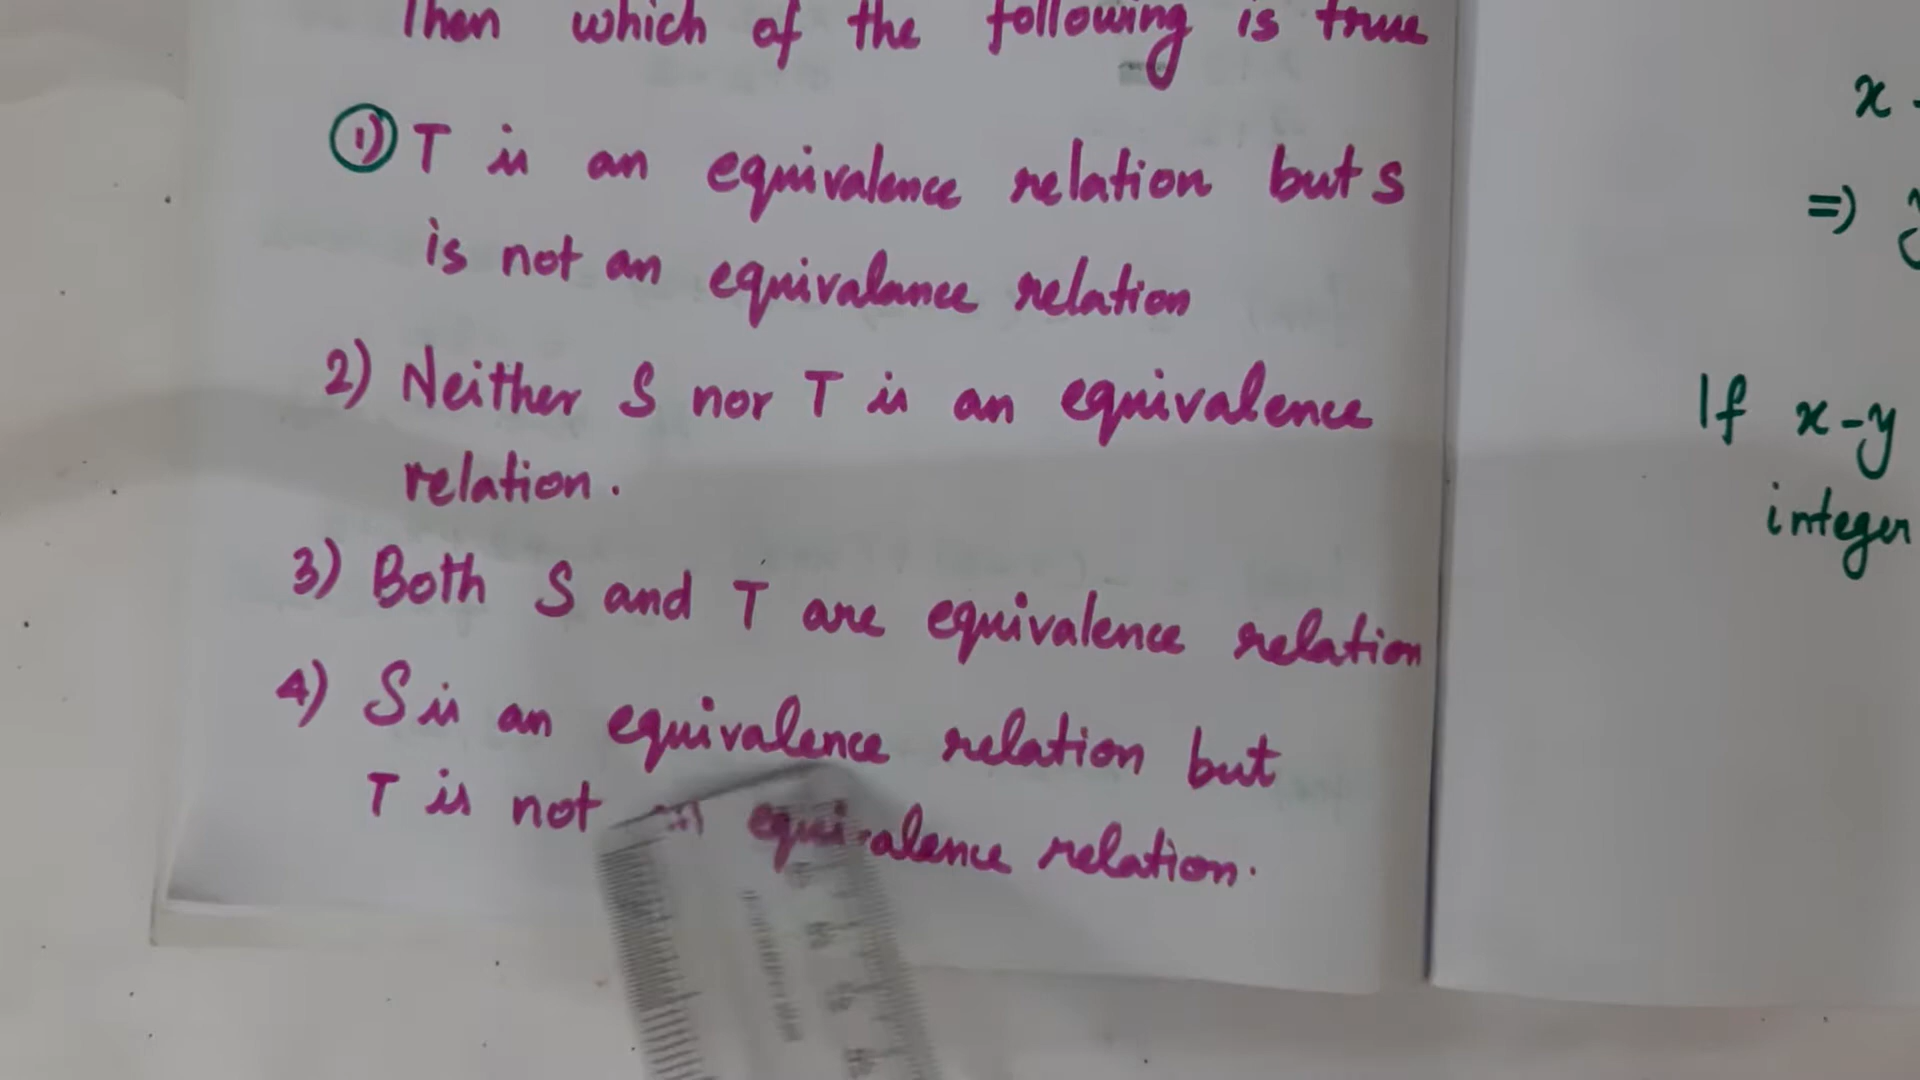 Then which of the following is true
1) T is an equivalence relation but S
is not an equivalance relation
2) Neither S nor T is an equivalence
relation.
3) Both S and T are equivalence relation
4) S is an equivalence relation but
T is not an equivalence relation.
x -
=) y
If x-y
integer